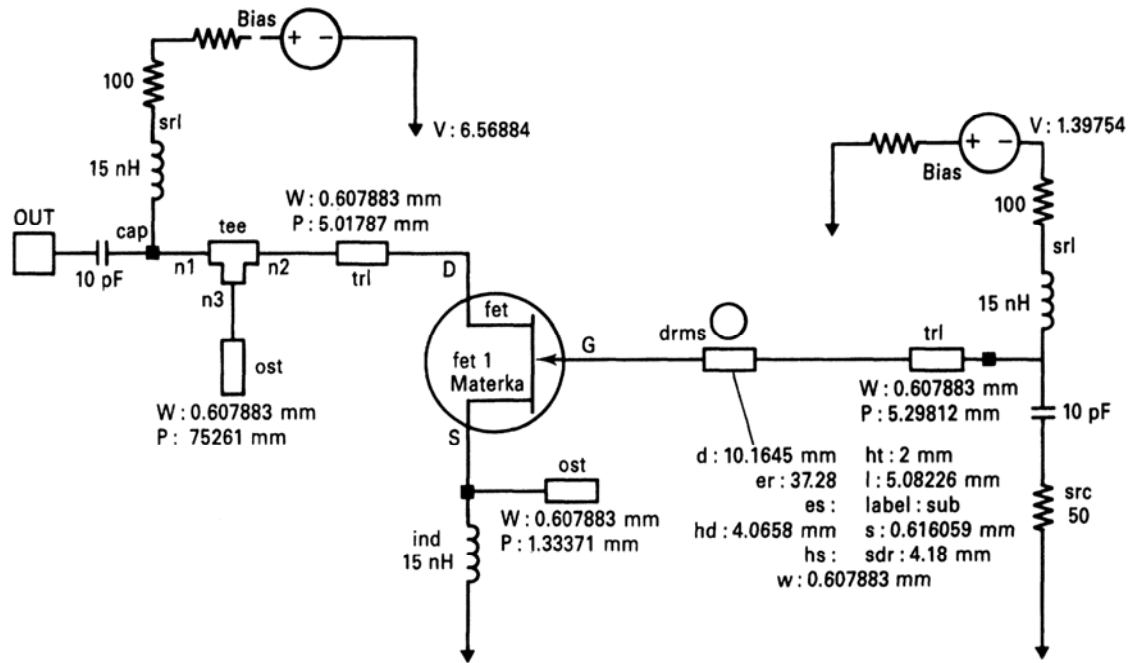 Bias
+ -
100
srl
V : 6.56884
15 nH
OUT
cap
10 pF
tee
n1
n2
n3
W : 0.607883 mm
P : 5.01787 mm
trl
ost
W : 0.607883 mm
P : 75261 mm
D
fet
fet 1
Materka
G
S
ost
W : 0.607883 mm
P : 1.33371 mm
ind
15 nH
drms
d : 10.1645 mm ht : 2 mm
er : 37.28 l : 5.08226 mm
es : label : sub
hd : 4.0658 mm s : 0.616059 mm
hs : sdr : 4.18 mm
w : 0.607883 mm
trl
W : 0.607883 mm
P : 5.29812 mm
+ -
Bias
V : 1.39754
100
srl
15 nH
10 pF
src
50